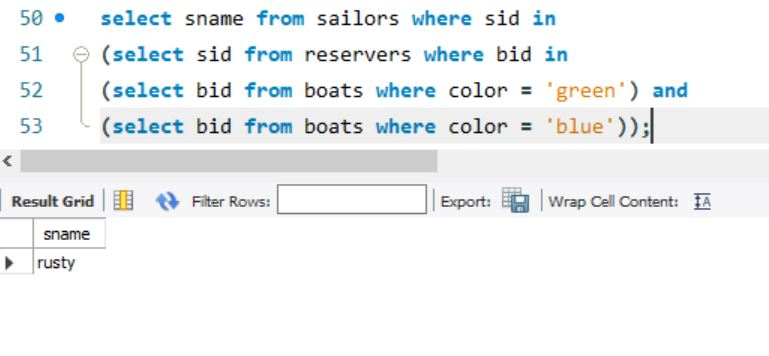 50 select sname from sailors where sid in
51 (select sid from reservers where bid in
52 (select bid from boats where color = 'green') and
53 (select bid from boats where color = 'blue'));
Result Grid Filter Rows: Export: Wrap Cell Content: IA
sname
rusty